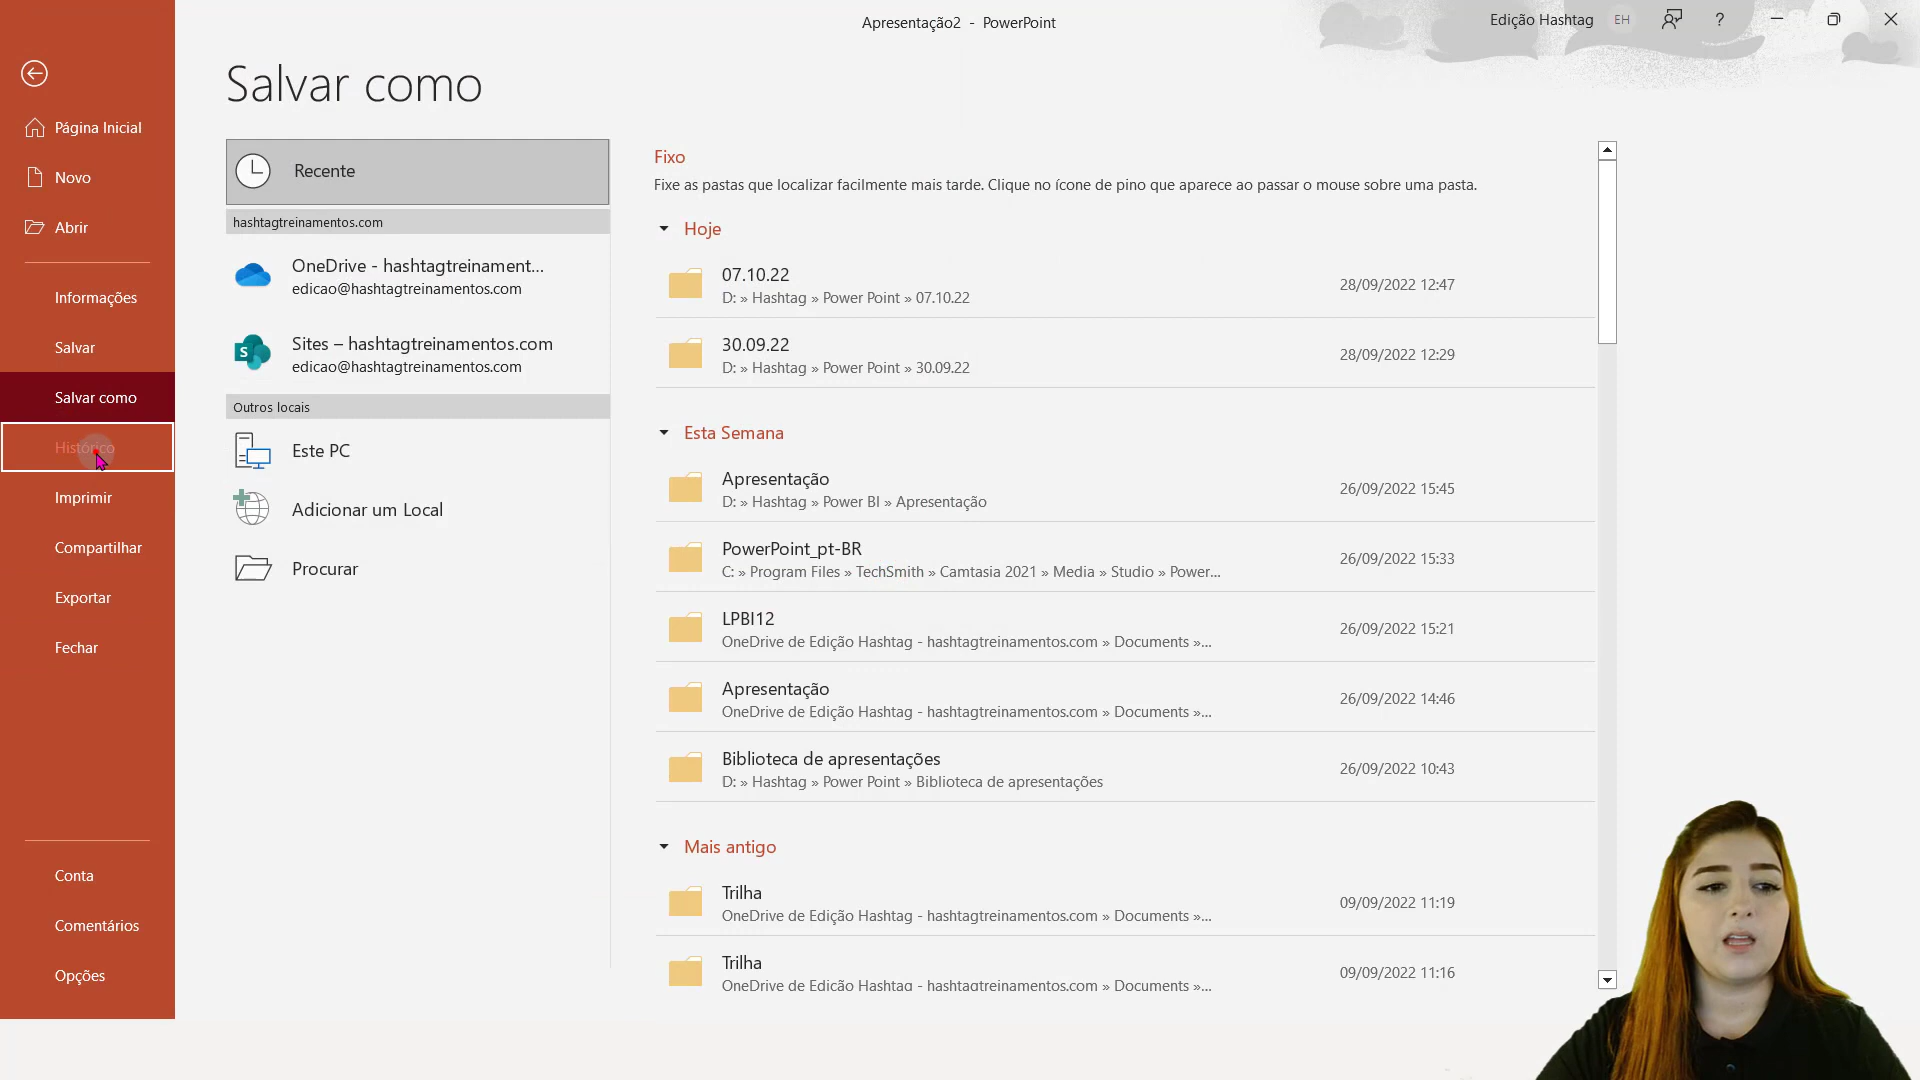 Apresentação2 - PowerPoint
Edição Hashtag EH ?
Página Inicial
Novo
Abrir
Informações
Salvar
Salvar como
Histórico
Imprimir
Compartilhar
Exportar
Fechar
Conta
Comentários
Opções
Salvar como
Recente
hashtagtreinamentos.com
OneDrive - hashtagtreinament...
edicao@hashtagtreinamentos.com
S
Sites – hashtagtreinamentos.com
edicao@hashtagtreinamentos.com
Outros locais
Este PC
Adicionar um Local
Procurar
Fixo
Fixe as pastas que localizar facilmente mais tarde. Clique no ícone de pino que aparece ao passar o mouse sobre uma pasta.
Hoje
07.10.22
D: » Hashtag » Power Point » 07.10.22
28/09/2022 12:47
30.09.22
D: » Hashtag » Power Point » 30.09.22
28/09/2022 12:29
Esta Semana
Apresentação
D: » Hashtag » Power BI » Apresentação
26/09/2022 15:45
PowerPoint_pt-BR
C: » Program Files » TechSmith » Camtasia 2021 » Media » Studio » Power...
26/09/2022 15:33
LPBI12
OneDrive de Edição Hashtag - hashtagtreinamentos.com » Documents »...
26/09/2022 15:21
Apresentação
OneDrive de Edição Hashtag - hashtagtreinamentos.com » Documents »...
26/09/2022 14:46
Biblioteca de apresentações
D: » Hashtag » Power Point » Biblioteca de apresentações
26/09/2022 10:43
Mais antigo
Trilha
OneDrive de Edição Hashtag - hashtagtreinamentos.com » Documents »...
09/09/2022 11:19
Trilha
OneDrive de Edição Hashtag - hashtagtreinamentos.com » Documents »...
09/09/2022 11:16